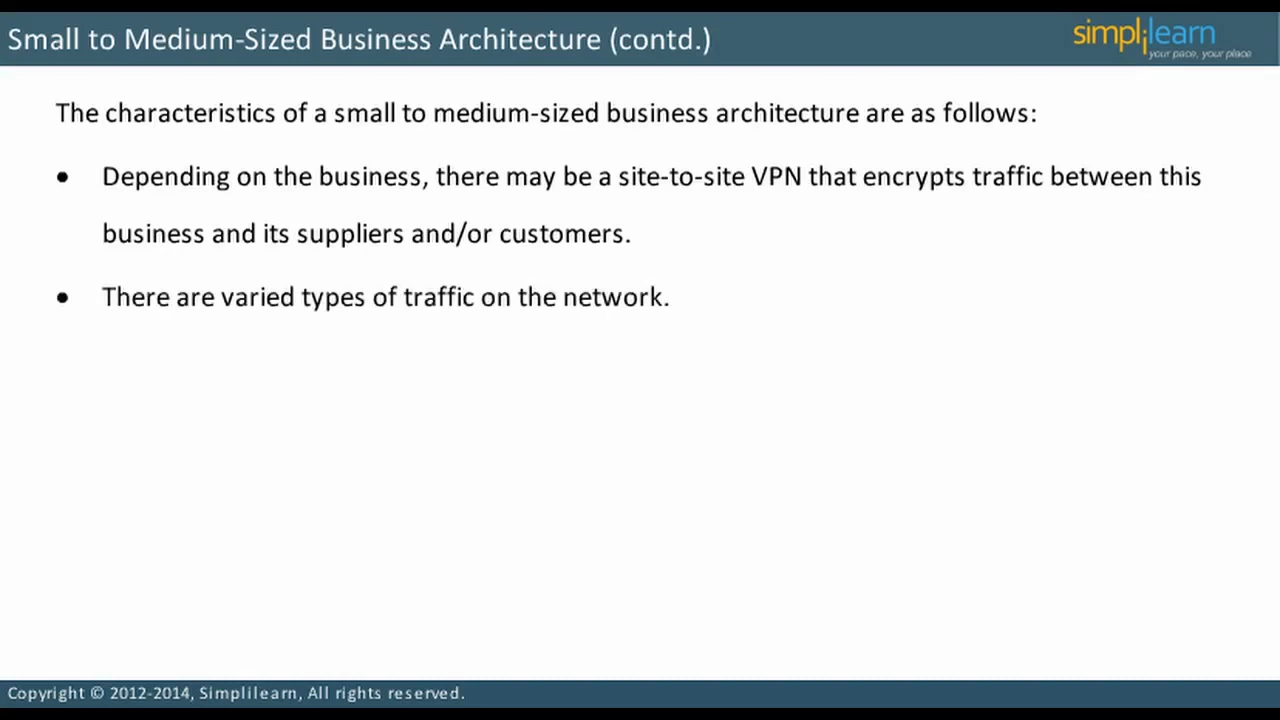 Small to Medium-Sized Business Architecture (contd.)
simplilearn
your pace, your place
The characteristics of a small to medium-sized business architecture are as follows:
• Depending on the business, there may be a site-to-site VPN that encrypts traffic between this
business and its suppliers and/or customers.
• There are varied types of traffic on the network.
Copyright © 2012-2014, Simplilearn, All rights reserved.